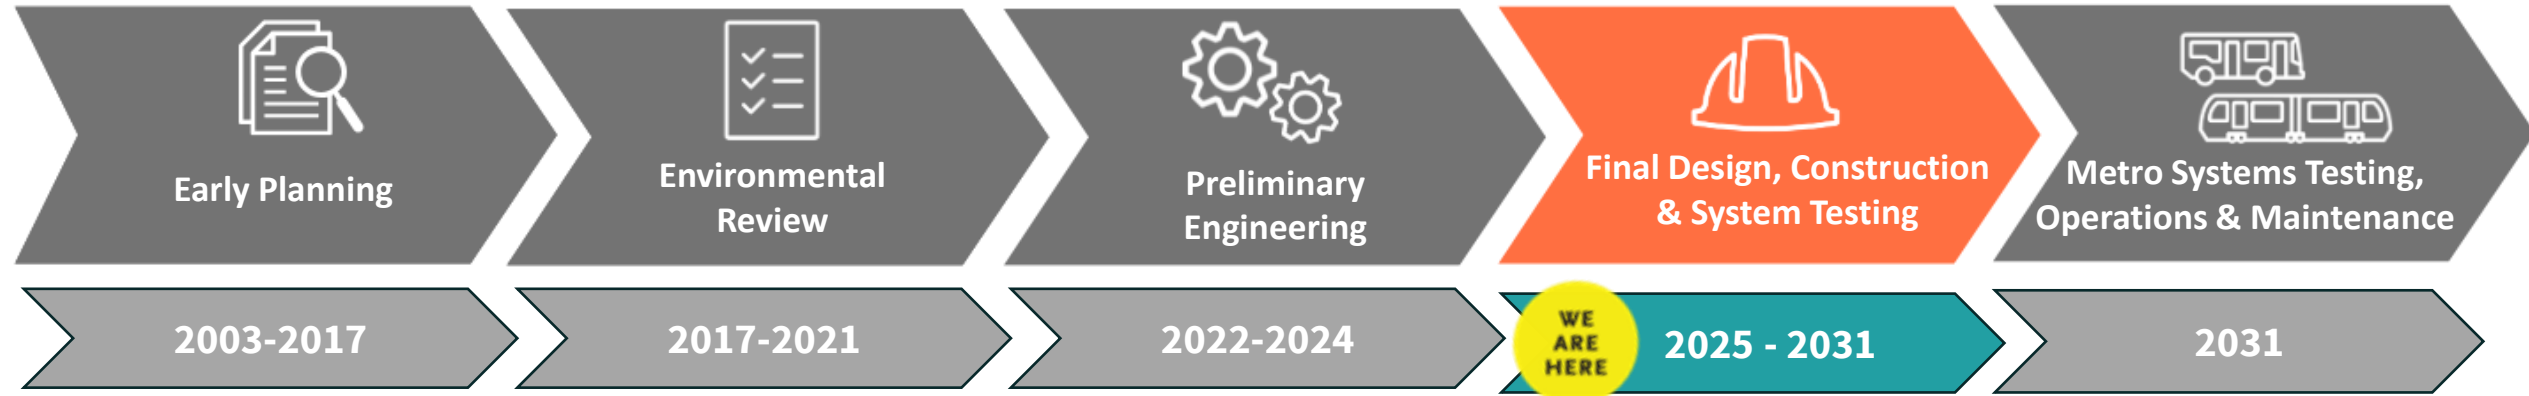 Early Planning
Environmental
Review
Preliminary
Engineering
Final Design, Construction
& System Testing
Metro Systems Testing,
Operations & Maintenance
2003-2017
2017-2021
2022-2024
WE
ARE
HERE
2025 - 2031
2031